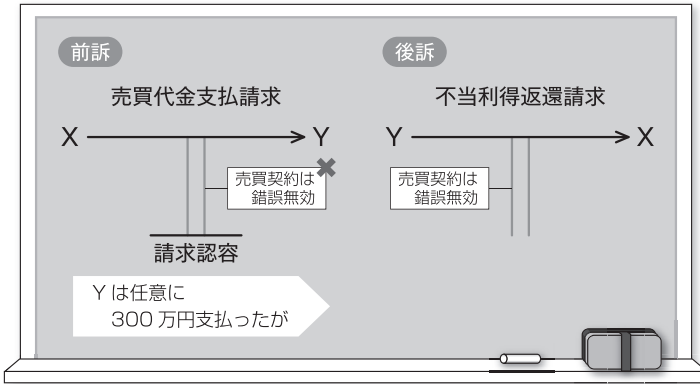 前訴
売買代金支払請求
X
Y
売買契約は
錯誤無効
請求認容
Yは任意に
300万円支払ったが
後訴
不当利得返還請求
Y
X
売買契約は
錯誤無効